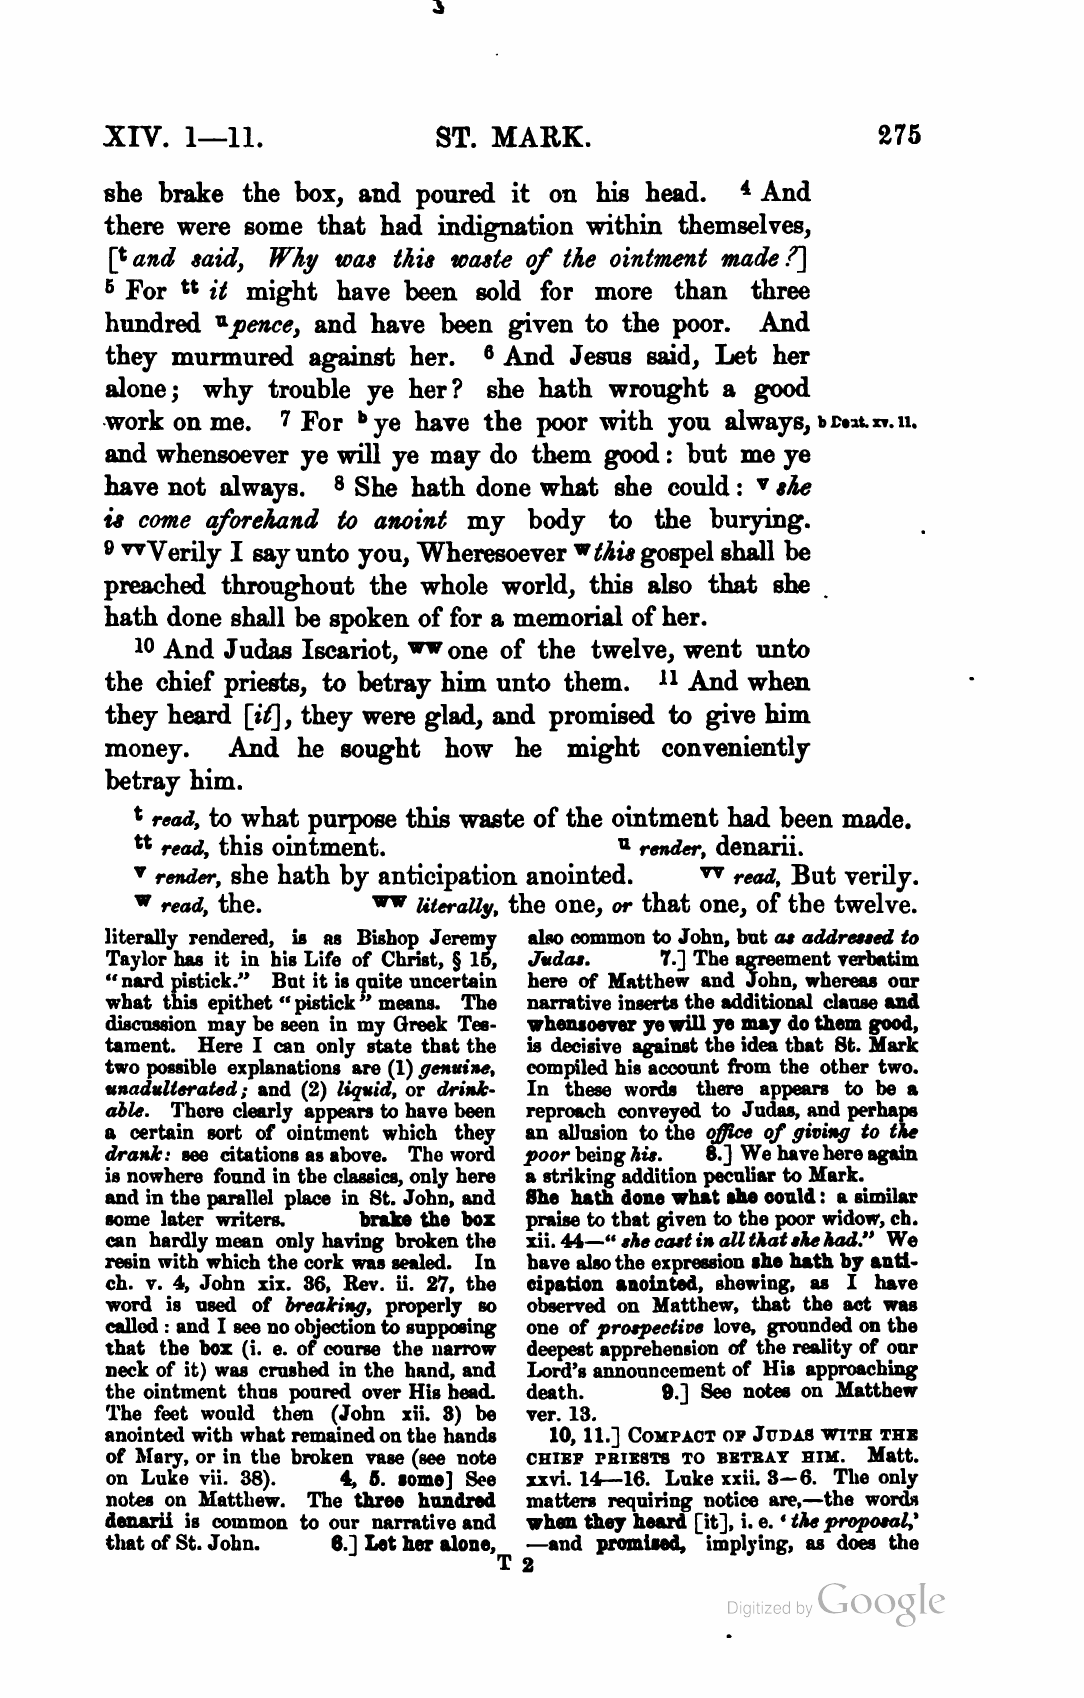 XIV. 1—11. ST. MARK. 275
she brake the box, and poured it on his head. 4 And
there were some that had indignation within themselves,
[t and said, Why was this waste of the ointment made?]
5 For tt it might have been sold for more than three
hundred u pence, and have been given to the poor. And
they murmured against her. 6 And Jesus said, Let her
alone; why trouble ye her? she hath wrought a good
work on me. 7 For b ye have the poor with you always, b Deut. xv. 11.
and whensoever ye will ye may do them good: but me ye
have not always. 8 She hath done what she could: v she
is come aforehand to anoint my body to the burying.
9 vv Verily I say unto you, Wheresoever w this gospel shall be
preached throughout the whole world, this also that she
hath done shall be spoken of for a memorial of her.
10 And Judas Iscariot, ww one of the twelve, went unto
the chief priests, to betray him unto them. 11 And when
they heard [it], they were glad, and promised to give him
money. And he sought how he might conveniently
betray him.
t read, to what purpose this waste of the ointment had been made.
tt read, this ointment. u render, denarii.
v render, she hath by anticipation anointed. vv read, But verily.
w read, the. ww literally, the one, or that one, of the twelve.
literally rendered, is as Bishop Jeremy
Taylor has it in his Life of Christ, § 15,
“nard pistick.” But it is quite uncertain
what this epithet “pistick” means. The
discussion may be seen in my Greek Tes-
tament. Here I can only state that the
two possible explanations are (1) genuine,
unadulterated; and (2) liquid, or drink-
able. There clearly appears to have been
a certain sort of ointment which they
drank: see citations as above. The word
is nowhere found in the classics, only here
and in the parallel place in St. John, and
some later writers. brake the box
can hardly mean only having broken the
resin with which the cork was sealed. In
ch. v. 4, John xix. 36, Rev. ii. 27, the
word is used of breaking, properly so
called: and I see no objection to supposing
that the box (i. e. of course the narrow
neck of it) was crushed in the hand, and
the ointment thus poured over His head.
The feet would then (John xii. 3) be
anointed with what remained on the hands
of Mary, or in the broken vase (see note
on Luke vii. 38). 4, 5. some] See
notes on Matthew. The three hundred
denarii is common to our narrative and
that of St. John. 6.] Let her alone,
also common to John, but as addressed to
Judas. 7.] The agreement verbatim
here of Matthew and John, whereas our
narrative inserts the additional clause and
whensoever ye will ye may do them good,
is decisive against the idea that St. Mark
compiled his account from the other two.
In these words there appears to be a
reproach conveyed to Judas, and perhaps
an allusion to the office of giving to the
poor being his. 8.] We have here again
a striking addition peculiar to Mark.
She hath done what she could: a similar
praise to that given to the poor widow, ch.
xii. 44—“she cast in all that she had.” We
have also the expression she hath by anti-
cipation anointed, shewing, as I have
observed on Matthew, that the act was
one of prospective love, grounded on the
deepest apprehension of the reality of our
Lord's announcement of His approaching
death. 9.] See notes on Matthew
ver. 13.
10, 11.] COMPACT OF JUDAS WITH THE
CHIEF PRIESTS TO BETRAY HIM. Matt.
xxvi. 14—16. Luke xxii. 3—6. The only
matters requiring notice are,—the words
when they heard [it], i. e. ‘the proposal,’
—and promised, implying, as does the
T 2
Digitized by Google